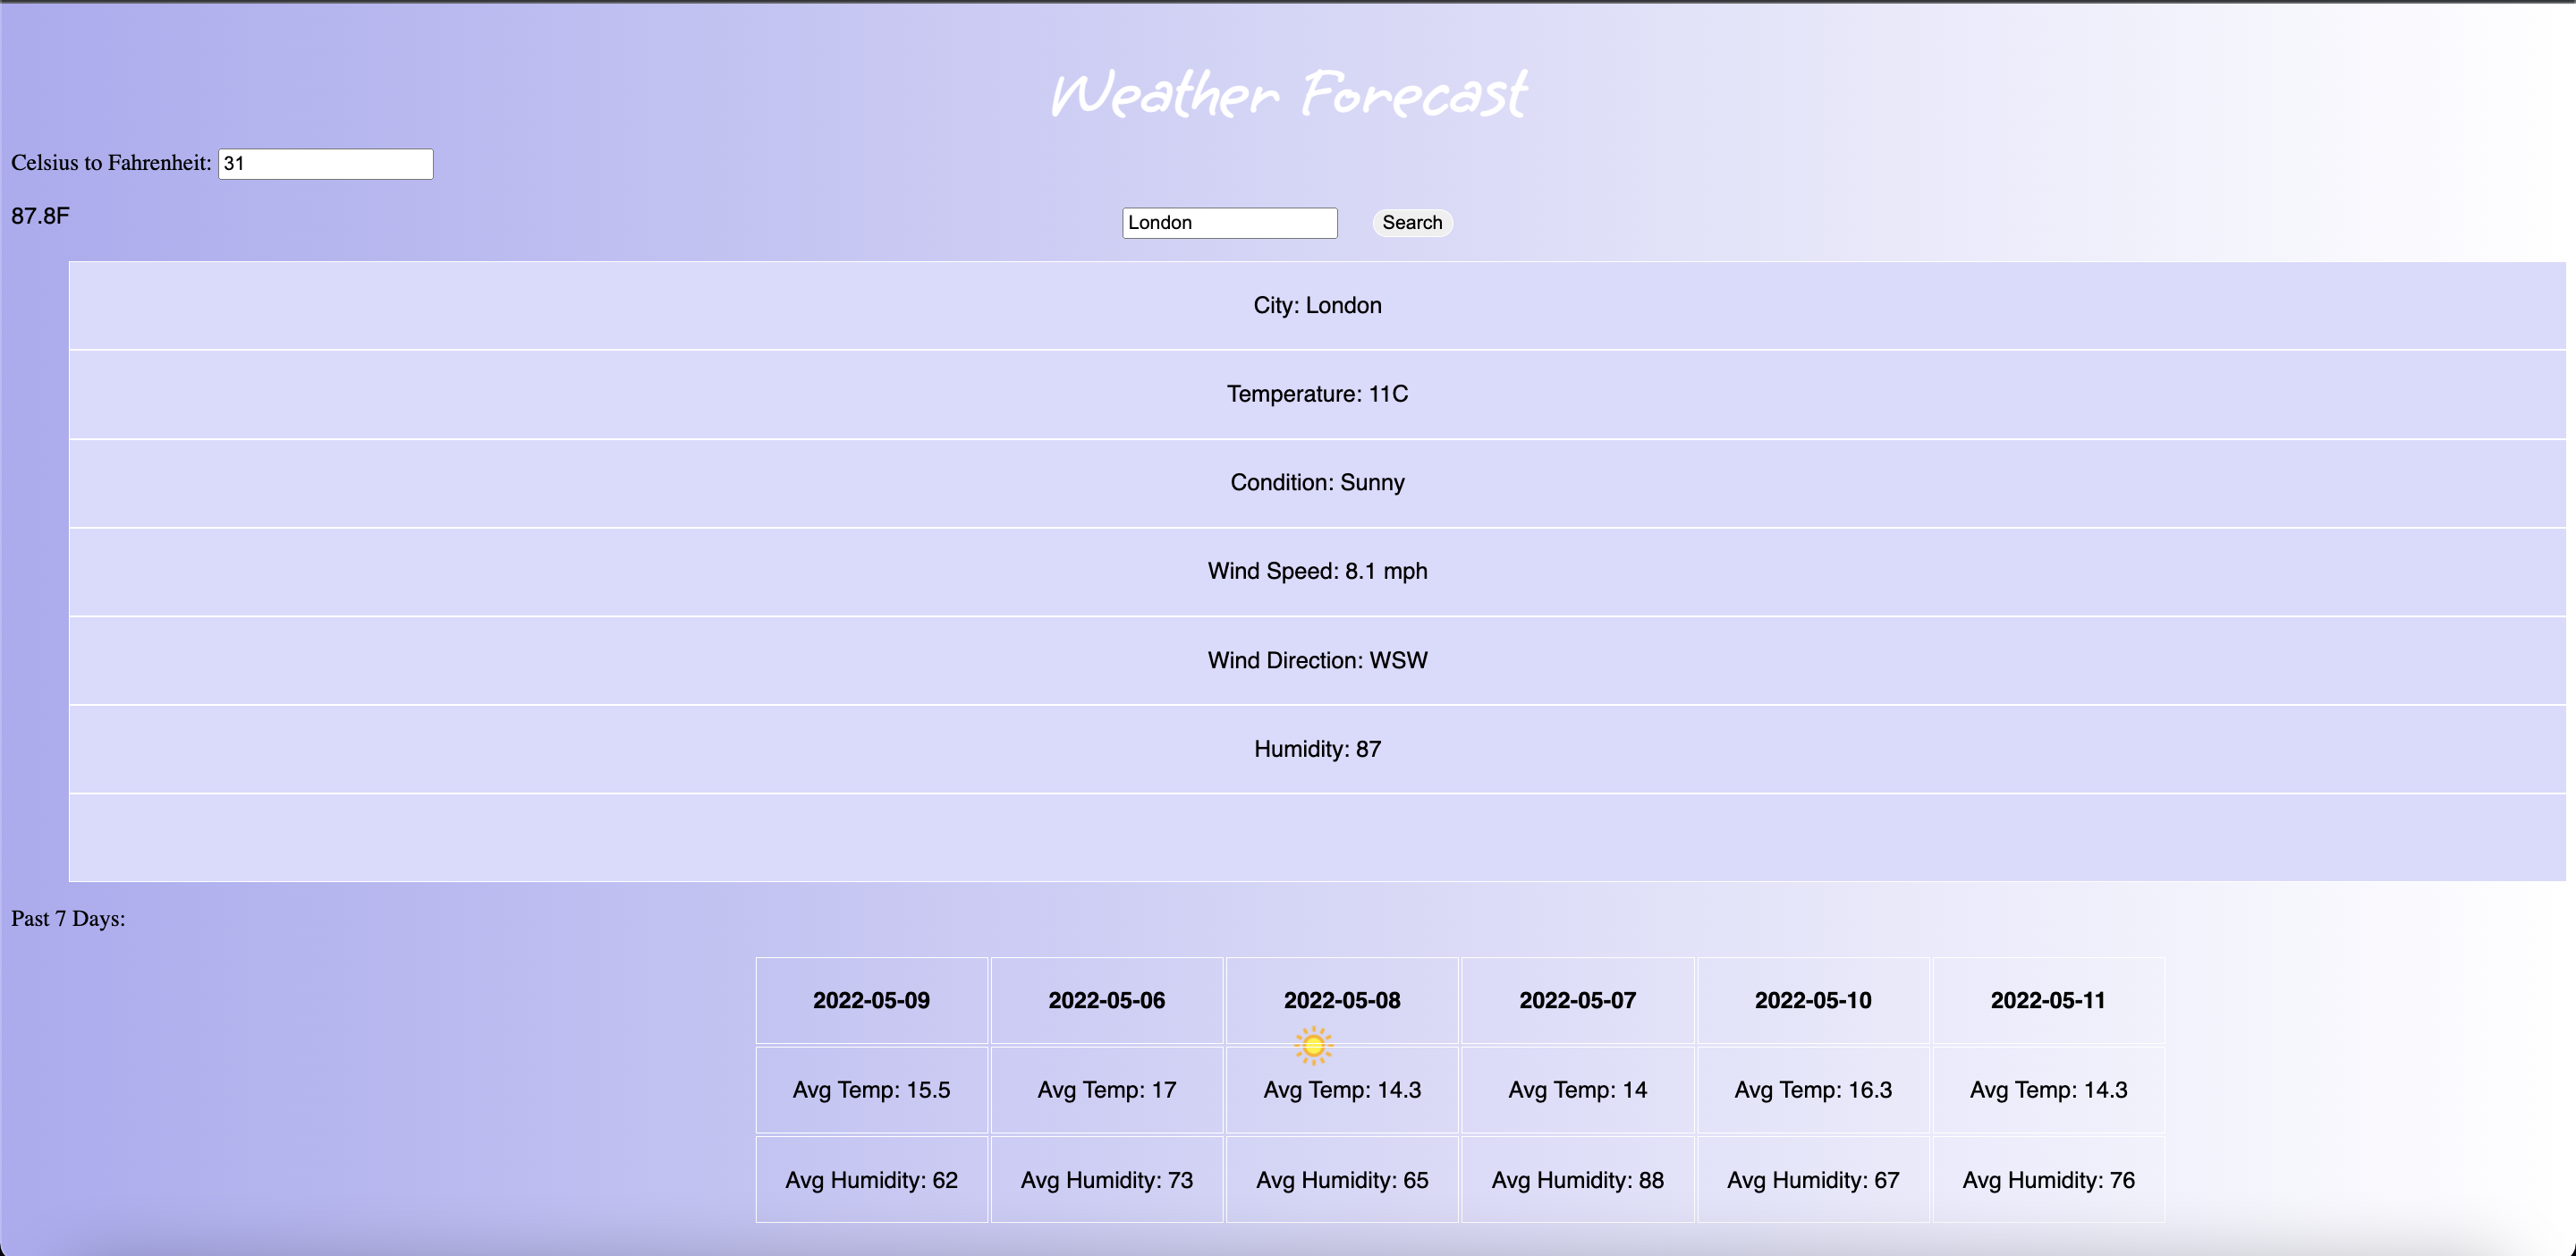 Weather Forecast
Celsius to Fahrenheit: 31
87.8F
London Search
City: London
Temperature: 11C
Condition: Sunny
Wind Speed: 8.1 mph
Wind Direction: WSW
Humidity: 87
Past 7 Days:
2022-05-09 2022-05-06 2022-05-08 2022-05-07 2022-05-10 2022-05-11
Avg Temp: 15.5 Avg Temp: 17 Avg Temp: 14.3 Avg Temp: 14 Avg Temp: 16.3 Avg Temp: 14.3
Avg Humidity: 62 Avg Humidity: 73 Avg Humidity: 65 Avg Humidity: 88 Avg Humidity: 67 Avg Humidity: 76